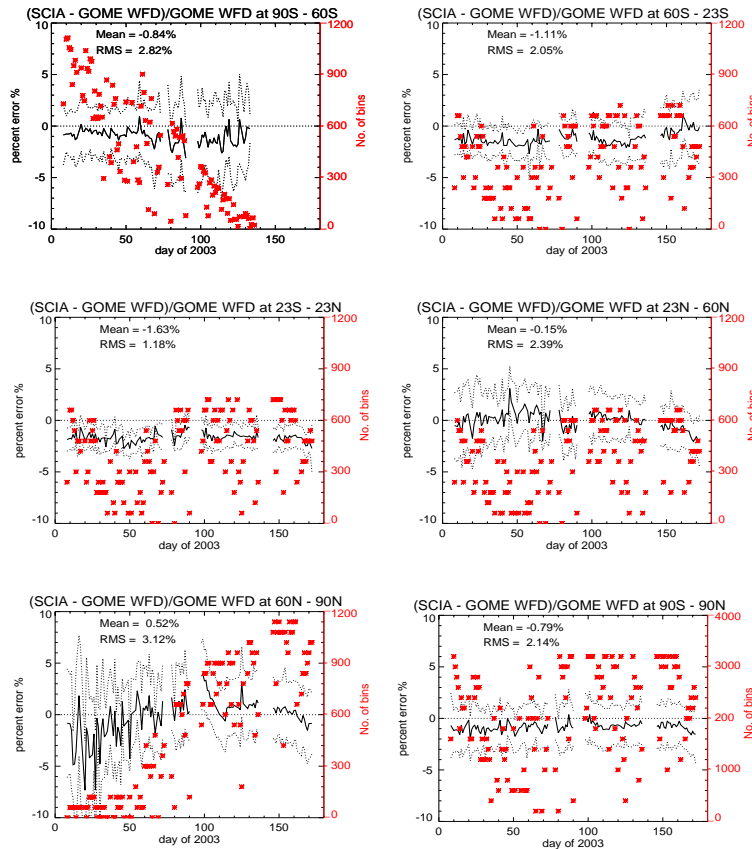 (SCIA - GOME WFD)/GOME WFD at 90S - 60S
Mean = -0.84%
RMS = 2.82%
10
5
0
-5
-10
percent error %
0
50
100
150
day of 2003
1200
900
600
300
0
No. of bins
(SCIA - GOME WFD)/GOME WFD at 60S - 23S
Mean = -1.11%
RMS = 2.05%
10
5
0
-5
-10
percent error %
0
50
100
150
day of 2003
1200
900
600
300
0
No. of bins
(SCIA - GOME WFD)/GOME WFD at 23S - 23N
Mean = -1.63%
RMS = 1.18%
10
5
0
-5
-10
percent error %
0
50
100
150
day of 2003
1200
900
600
300
0
No. of bins
(SCIA - GOME WFD)/GOME WFD at 23N - 60N
Mean = -0.15%
RMS = 2.39%
10
5
0
-5
-10
percent error %
0
50
100
150
day of 2003
1200
900
600
300
0
No. of bins
(SCIA - GOME WFD)/GOME WFD at 60N - 90N
Mean = 0.52%
RMS = 3.12%
10
5
0
-5
-10
percent error %
0
50
100
150
day of 2003
1200
900
600
300
0
No. of bins
(SCIA - GOME WFD)/GOME WFD at 90S - 90N
Mean = -0.79%
RMS = 2.14%
10
5
0
-5
-10
percent error %
0
50
100
150
day of 2003
4000
3000
2000
1000
0
No. of bins